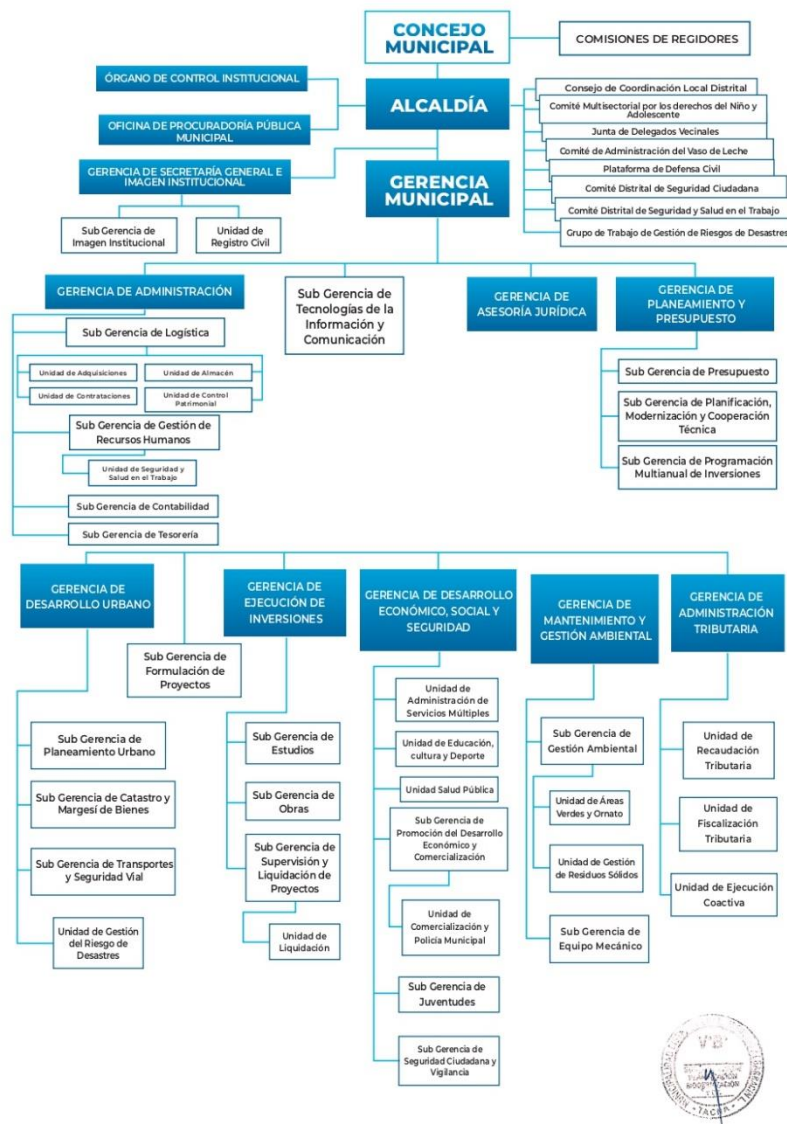 CONCEJO
MUNICIPAL
COMISIONES DE REGIDORES
ÓRGANO DE CONTROL INSTITUCIONAL
ALCALDÍA
OFICINA DE PROCURADORÍA PÚBLICA
MUNICIPAL
Consejo de Coordinación Local Distrital
Comité Multisectorial por los derechos del Niño y
Adolescente
Junta de Delegados Vecinales
Comité de Administración del Vaso de Leche
Plataforma de Defensa Civil
Comité Distrital de Seguridad Ciudadana
Comité Distrital de Seguridad y Salud en el Trabajo
Grupo de Trabajo de Gestión de Riesgos de Desastres
GERENCIA DE SECRETARÍA GENERAL E
IMAGEN INSTITUCIONAL
GERENCIA
MUNICIPAL
Sub Gerencia de
Imagen Institucional
Unidad de
Registro Civil
GERENCIA DE ADMINISTRACIÓN
Sub Gerencia de Logística
Unidad de Adquisiciones
Unidad de Almacén
Unidad de Contrataciones
Unidad de Control
Patrimonial
Sub Gerencia de Gestión de
Recursos Humanos
Unidad de Seguridad y
Salud en el Trabajo
Sub Gerencia de Contabilidad
Sub Gerencia de Tesorería
Sub Gerencia de
Tecnologías de la
Información y
Comunicación
GERENCIA DE
ASESORÍA JURÍDICA
GERENCIA DE
PLANEAMIENTO Y
PRESUPUESTO
Sub Gerencia de Presupuesto
Sub Gerencia de Planificación,
Modernización y Cooperación
Técnica
Sub Gerencia de Programación
Multianual de Inversiones
GERENCIA DE
DESARROLLO URBANO
Sub Gerencia de
Planeamiento Urbano
Sub Gerencia de Catastro y
Margesí de Bienes
Sub Gerencia de Transportes
y Seguridad Vial
Unidad de Gestión
del Riesgo de
Desastres
Sub Gerencia de
Formulación de
Proyectos
GERENCIA DE
EJECUCIÓN DE
INVERSIONES
Sub Gerencia de
Estudios
Sub Gerencia de
Obras
Sub Gerencia de
Supervisión y
Liquidación de
Proyectos
Unidad de
Liquidación
GERENCIA DE DESARROLLO
ECONÓMICO, SOCIAL Y
SEGURIDAD
Unidad de
Administración de
Servicios Múltiples
Unidad de Educación,
cultura y Deporte
Unidad Salud Pública
Sub Gerencia de
Promoción del Desarrollo
Económico y
Comercialización
Unidad de
Comercialización y
Policía Municipal
Sub Gerencia de
Juventudes
Sub Gerencia de
Seguridad Ciudadana y
Vigilancia
GERENCIA DE
MANTENIMIENTO Y
GESTIÓN AMBIENTAL
Sub Gerencia de
Gestión Ambiental
Unidad de Áreas
Verdes y Ornato
Unidad de Gestión
de Residuos Sólidos
Sub Gerencia de
Equipo Mecánico
GERENCIA DE
ADMINISTRACIÓN
TRIBUTARIA
Unidad de
Recaudación
Tributaria
Unidad de
Fiscalización
Tributaria
Unidad de Ejecución
Coactiva
V°B°
TACNA